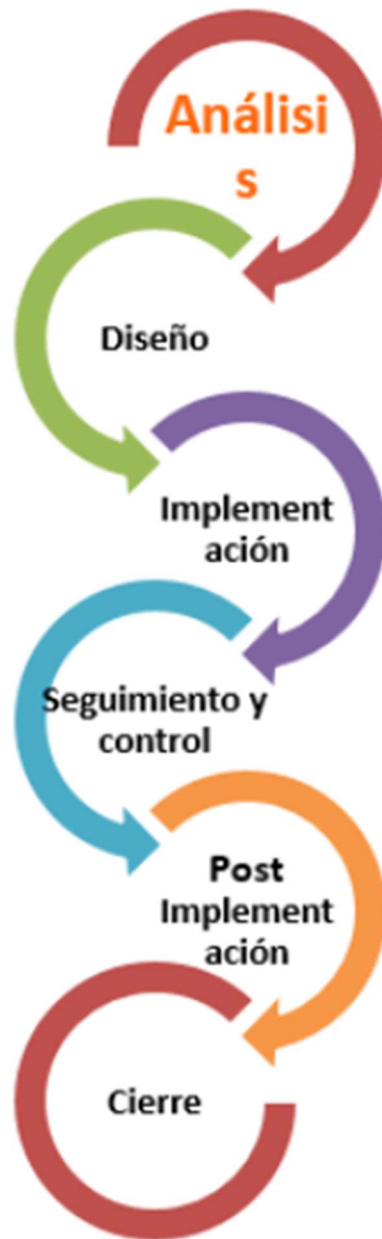 Análisi
s
Diseño
Implement
ación
Seguimiento y
control
Post
Implement
ación
Cierre